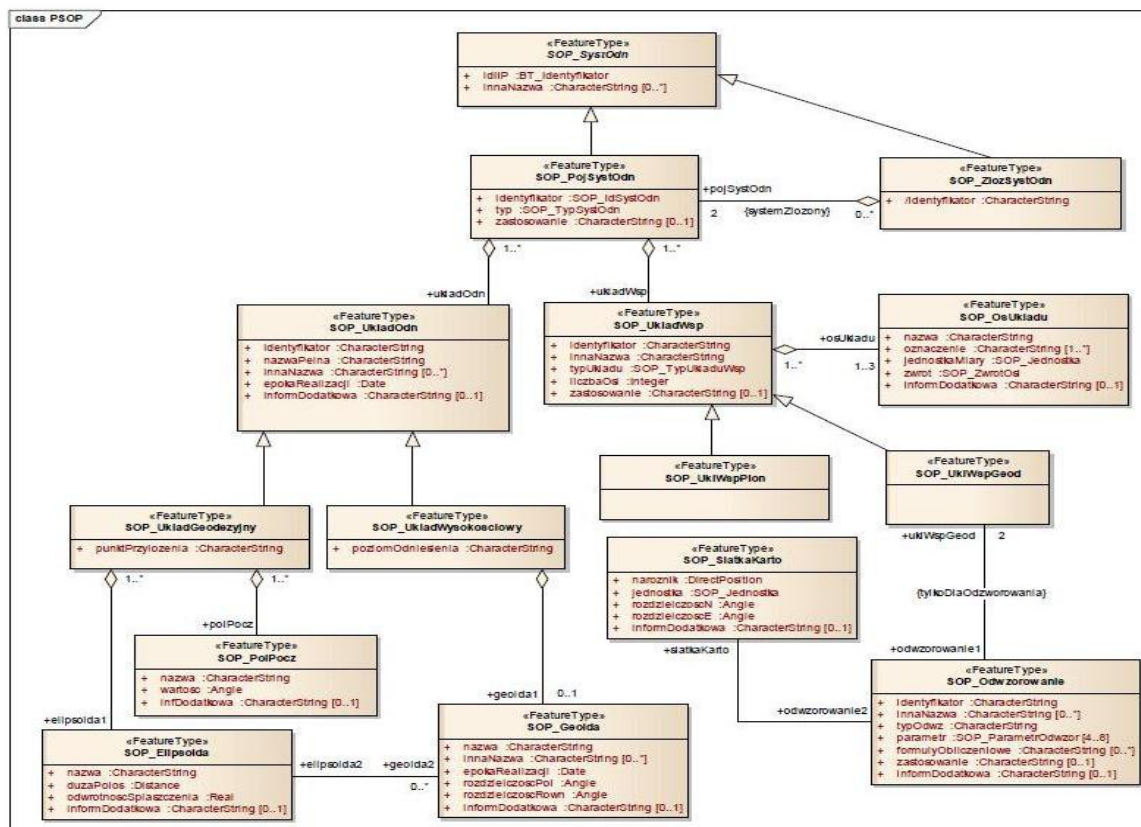 class PSOP
«FeatureType»
SOP_SystOdn
+ idIIP :BT_Identyfikator
+ innaNazwa :CharacterString [0..*]
«FeatureType»
SOP_PojSystOdn
+ identyfikator :SOP_IdSystOdn
+ typ :SOP_TypSystOdn
+ zastosowanie :CharacterString [0..1]
+pojSystOdn
2
{systemZlozony}
0..*
«FeatureType»
SOP_ZlozSystOdn
+ /identyfikator :CharacterString
1..*
1..*
+ukladOdn
+ukladWsp
«FeatureType»
SOP_UkladOdn
+ identyfikator :CharacterString
+ nazwaPelna :CharacterString
+ innaNazwa :CharacterString [0..*]
+ epokaRealizacji :Date
+ informDodatkowa :CharacterString [0..1]
«FeatureType»
SOP_UkladWsp
+ identyfikator :CharacterString
+ innaNazwa :CharacterString
+ typUkladu :SOP_TypUkladuWsp
+ liczbaOsi :Integer
+ zastosowanie :CharacterString [0..1]
+osUkladu
1..*
1..3
«FeatureType»
SOP_OsUkladu
+ nazwa :CharacterString
+ oznaczenie :CharacterString [1..*]
+ jednostkaMiary :SOP_Jednostka
+ zwrot :SOP_ZwrotOsi
+ informDodatkowa :CharacterString [0..1]
«FeatureType»
SOP_UklWspPlon
«FeatureType»
SOP_UklWspGeod
+uklWspGeod
2
{tylkoDlaOdzworowania}
+odwzorowanie1
«FeatureType»
SOP_UkladGeodezyjny
+ punktPrzylozenia :CharacterString
«FeatureType»
SOP_UkladWysokosciowy
+ poziomOdniesienia :CharacterString
1..*
1..*
«FeatureType»
SOP_SiatkaKarto
+ naroznik :DirectPosition
+ jednostka :SOP_Jednostka
+ rozdzielczoscN :Angle
+ rozdzielczoscE :Angle
+ informDodatkowa :CharacterString [0..1]
+siatkaKarto
+odwzorowanie2
+polPocz
«FeatureType»
SOP_PolPocz
+ nazwa :CharacterString
+ wartosc :Angle
+ infDodatkowa :CharacterString [0..1]
+geoida1
0..1
+elipsoida1
«FeatureType»
SOP_Elipsoida
+ nazwa :CharacterString
+ duzaPolos :Distance
+ odwrotnoscSplaszczenia :Real
+ informDodatkowa :CharacterString [0..1]
+elipsoida2
+geoida2
0..*
«FeatureType»
SOP_Geoida
+ nazwa :CharacterString
+ innaNazwa :CharacterString [0..*]
+ epokaRealizacji :Date
+ rozdzielczoscPol :Angle
+ rozdzielczoscRown :Angle
+ informDodatkowa :CharacterString [0..1]
«FeatureType»
SOP_Odwzorowanie
+ identyfikator :CharacterString
+ innaNazwa :CharacterString [0..*]
+ typOdwz :CharacterString
+ parametr :SOP_ParametrOdwzor [4..8]
+ formulyObliczeniowe :CharacterString [0..*]
+ zastosowanie :CharacterString [0..1]
+ informDodatkowa :CharacterString [0..1]